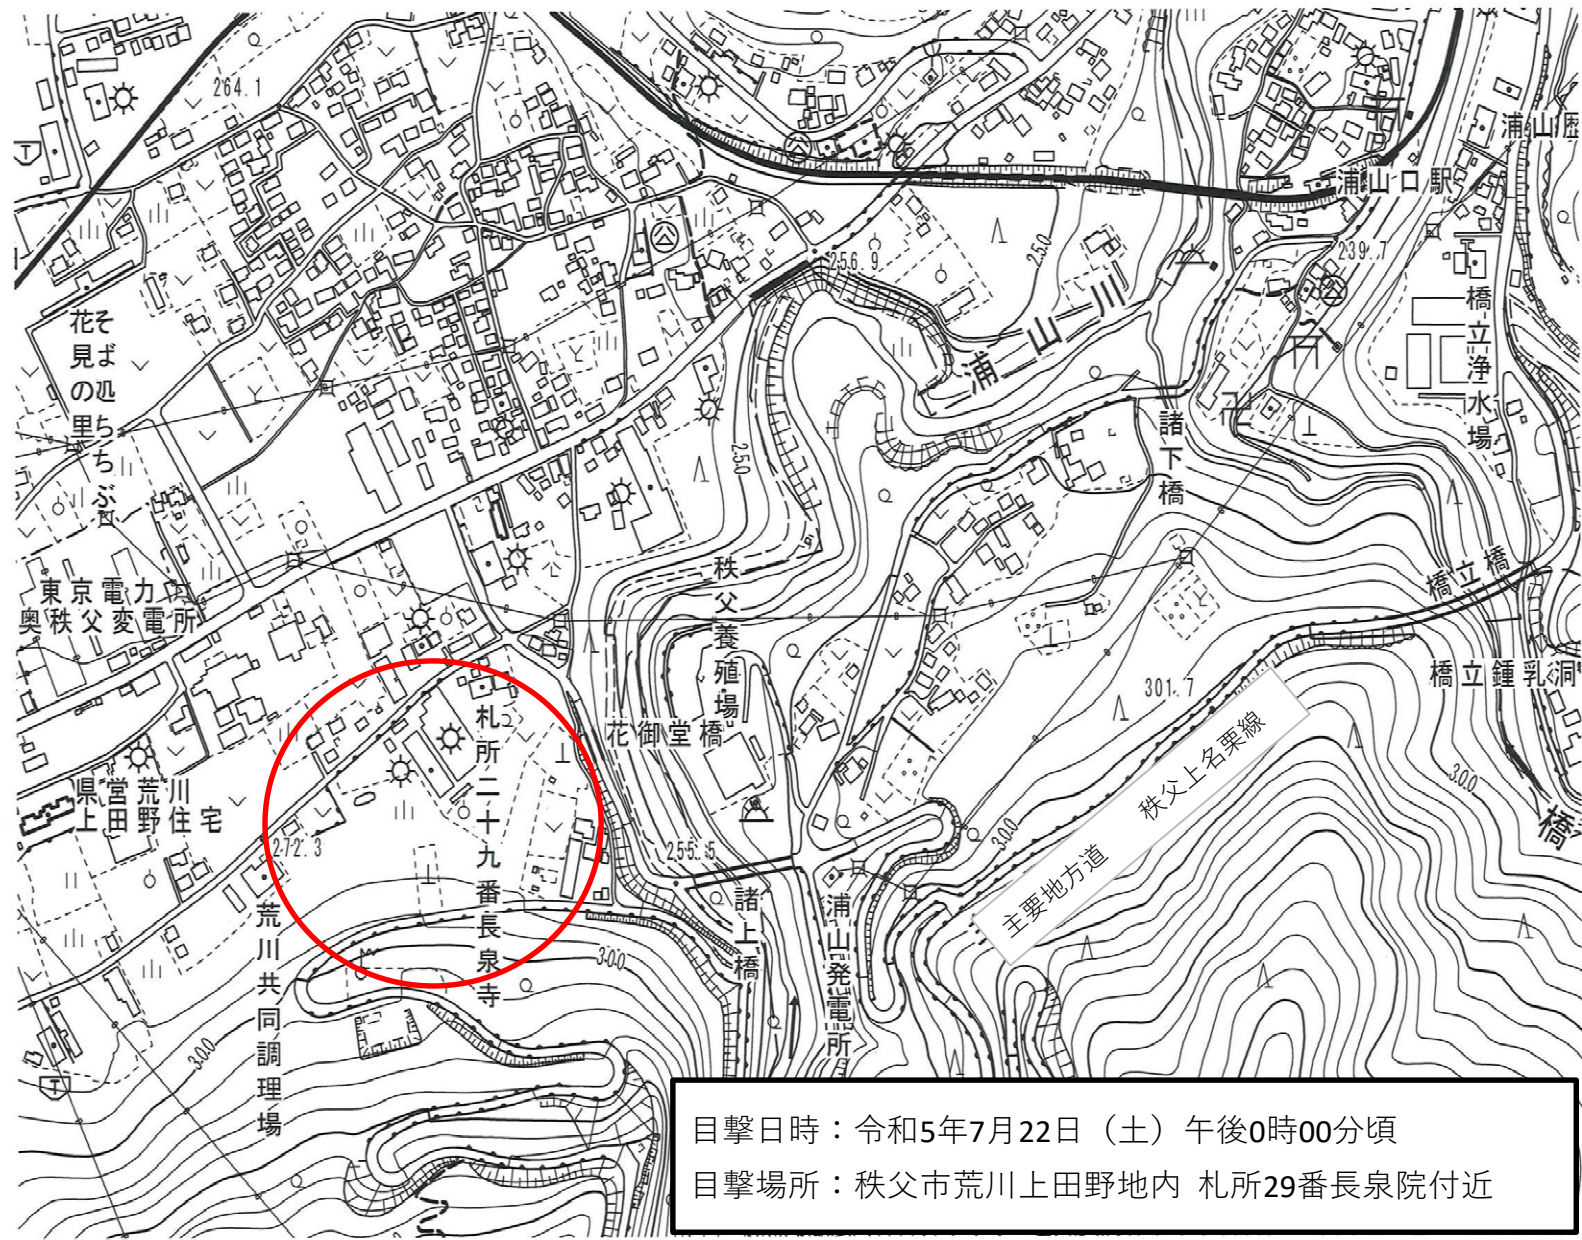 264.1
浦山
浦山口駅
256.9
250
239.7
浦山川
橋立浄水場
そば処ちちぶ
花見の里
250
諸下橋
秩父養殖場
橋立橋
東京電力
奥秩父変電所
橋立鍾乳洞
301.7
札所二十九番長泉寺
花御堂橋
秩父上名栗線
主要地方道
300
県営荒川
上田野住宅
272.3
255.5
300
橋
荒川共同調理場
諸上橋
浦山発電所
300
300
目撃日時：令和5年7月22日（土）午後0時00分頃
目撃場所：秩父市荒川上田野地内 札所29番長泉院付近